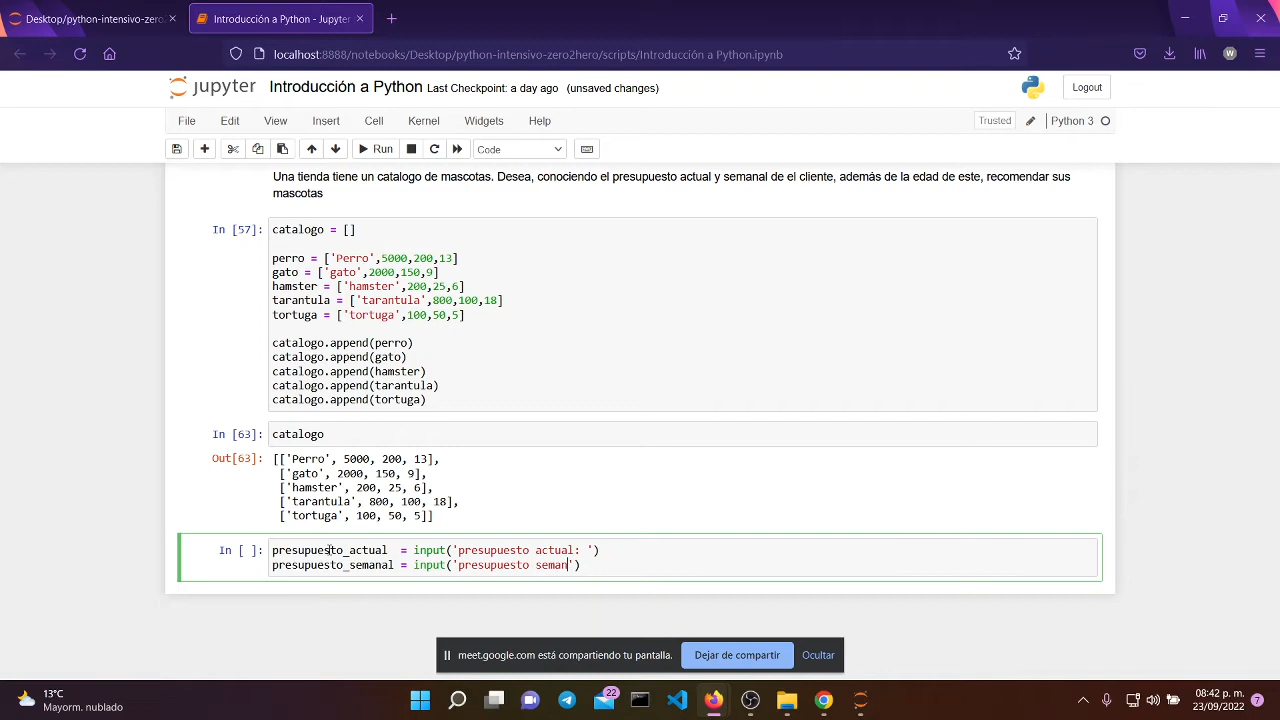 Desktop/python-intensivo-zero
Introducción a Python - Jupyter
localhost:8888/notebooks/Desktop/python-intensivo-zero2hero/scripts/Introducción a Python.ipynb
W
jupyter Introducción a Python Last Checkpoint: a day ago (unsaved changes)
Logout
File Edit View Insert Cell Kernel Widgets Help
Trusted Python 3
Run Code
Una tienda tiene un catalogo de mascotas. Desea, conociendo el presupuesto actual y semanal de el cliente, además de la edad de este, recomendar sus
mascotas
In [57]: catalogo = []
perro = ['Perro',5000,200,13]
gato = ['gato',2000,150,9]
hamster = ['hamster',200,25,6]
tarantula = ['tarantula',800,100,18]
tortuga = ['tortuga',100,50,5]
catalogo.append(perro)
catalogo.append(gato)
catalogo.append(hamster)
catalogo.append(tarantula)
catalogo.append(tortuga)
In [63]: catalogo
Out[63]: [['Perro', 5000, 200, 13],
['gato', 2000, 150, 9],
['hamster', 200, 25, 6],
['tarantula', 800, 100, 18],
['tortuga', 100, 50, 5]]
In [ ]: presupuesto_actual  = input('presupuesto actual: ')
presupuesto_semanal = input('presupuesto seman')
meet.google.com está compartiendo tu pantalla. Dejar de compartir Ocultar
13°C
Mayorm. nublado
22
08:42 p. m.
23/09/2022
7